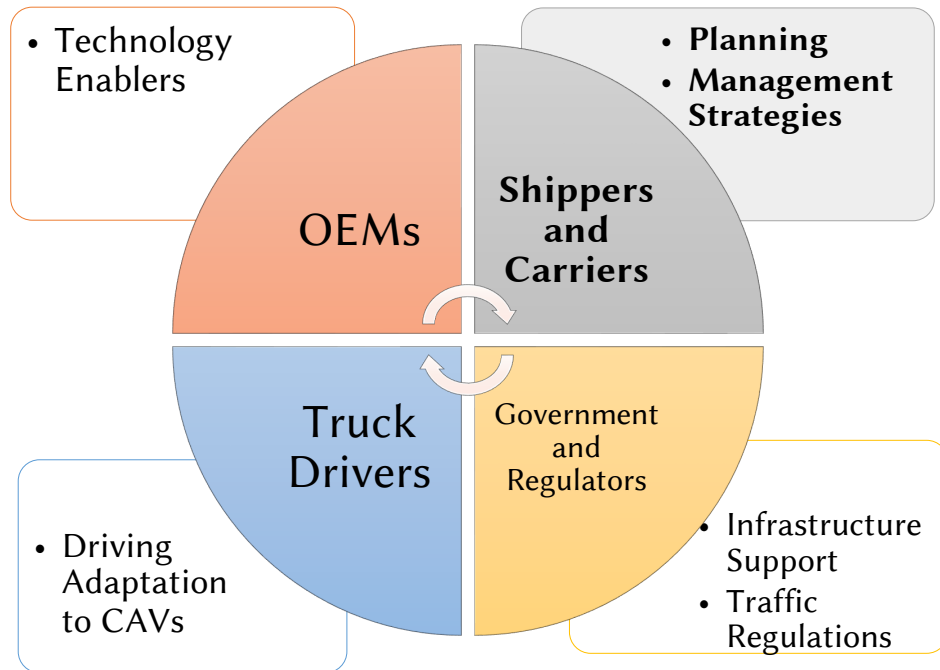 • Technology
Enablers
• Planning
• Management
Strategies
OEMs
Shippers
and
Carriers
Truck
Drivers
Government
and
Regulators
• Driving
Adaptation
to CAVs
• Infrastructure
Support
• Traffic
Regulations